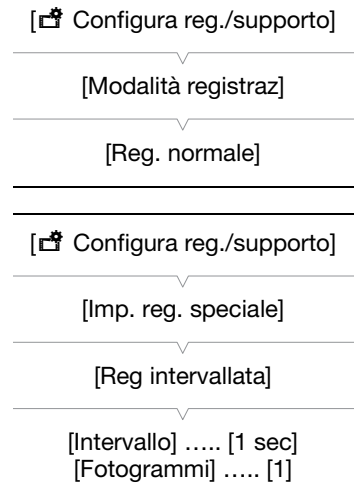 [ Configura reg./supporto]
[Modalità registraz]
[Reg. normale]
[ Configura reg./supporto]
[Imp. reg. speciale]
[Reg intervallata]
[Intervallo] ..... [1 sec]
[Fotogrammi] ..... [1]